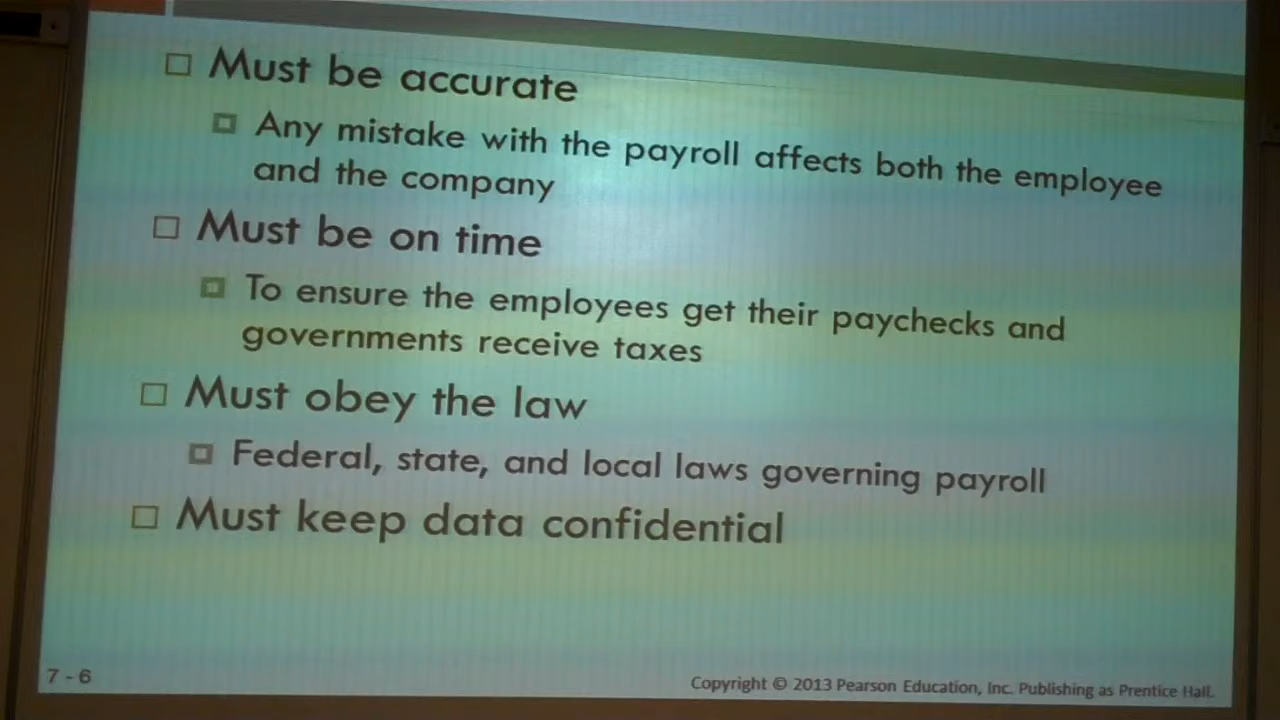 Must be accurate
Any mistake with the payroll affects both the employee
and the company
Must be on time
To ensure the employees get their paychecks and
governments receive taxes
Must obey the law
Federal, state, and local laws governing payroll
Must keep data confidential
7 - 6
Copyright © 2013 Pearson Education, Inc. Publishing as Prentice Hall.